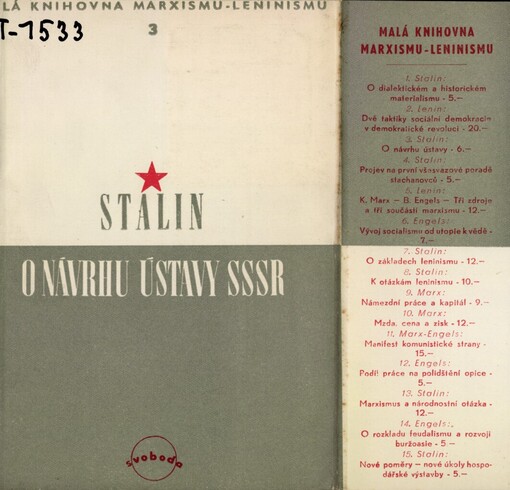 LÁ KNIHOVNA MARXISMU-LENINISMU
T-1533
3
STALIN
O NÁVRHU ÚSTAVY SSSR
svoboda
MALÁ KNIHOVNA
MARXISMU-LENINISMU
1. Stalin:
O dialektickém a historickém
materialismu - 5.—
2. Lenin:
Dvě taktiky sociální demokracie
v demokratické revoluci - 20.—
3. Stalin:
O návrhu ústavy - 6.—
4. Stalin:
Projev na první všesvazové poradě
stachanovců - 5.—
5. Lenin:
K. Marx — B. Engels — Tři zdroje
a tři součásti marxismu - 12.—
6. Engels:
Vývoj socialismu od utopie k vědě -
7.—
7. Stalin:
O základech leninismu - 12.—
8. Stalin:
K otázkám leninismu - 10.—
9. Marx:
Námezdní práce a kapitál - 9.—
10. Marx:
Mzda, cena a zisk - 12.—
11. Marx-Engels:
Manifest komunistické strany -
15.—
12. Engels:
Podíl práce na polidštění opice -
5.—
13. Stalin:
Marxismus a národnostní otázka -
12.—
14. Engels:
O rozkladu feudalismu a rozvoji
buržoasie - 5.—
15. Stalin:
Nové poměry — nové úkoly hospo-
dářské výstavby - 5.—